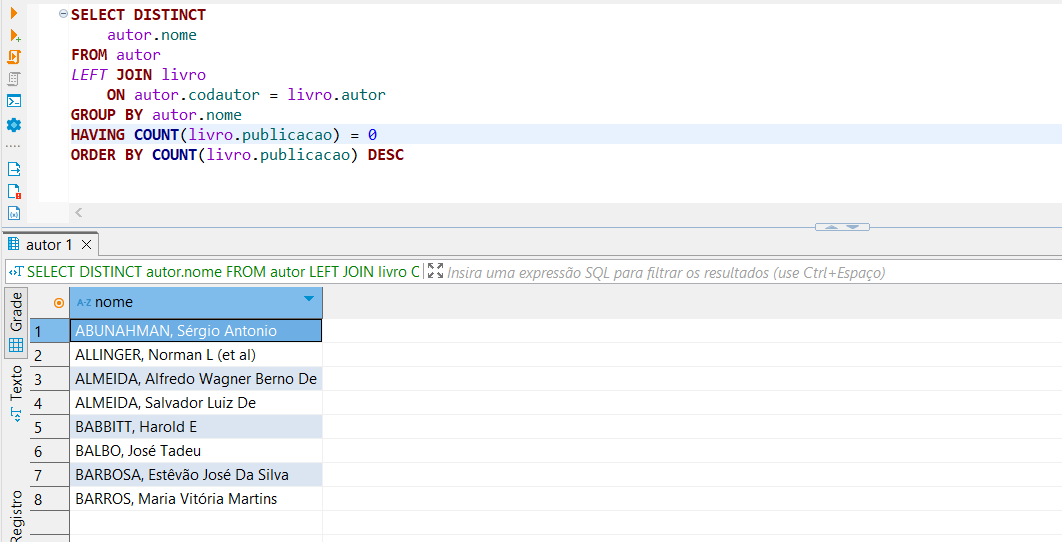 SELECT DISTINCT
autor.nome
FROM autor
LEFT JOIN livro
ON autor.codautor = livro.autor
GROUP BY autor.nome
HAVING COUNT(livro.publicacao) = 0
ORDER BY COUNT(livro.publicacao) DESC
autor 1
SELECT DISTINCT autor.nome FROM autor LEFT JOIN livro C
Insira uma expressão SQL para filtrar os resultados (use Ctrl+Espaço)
Grade
Texto
Registro
A-Z nome
1 ABUNAHMAN, Sérgio Antonio
2 ALLINGER, Norman L (et al)
3 ALMEIDA, Alfredo Wagner Berno De
4 ALMEIDA, Salvador Luiz De
5 BABBITT, Harold E
6 BALBO, José Tadeu
7 BARBOSA, Estêvão José Da Silva
8 BARROS, Maria Vitória Martins